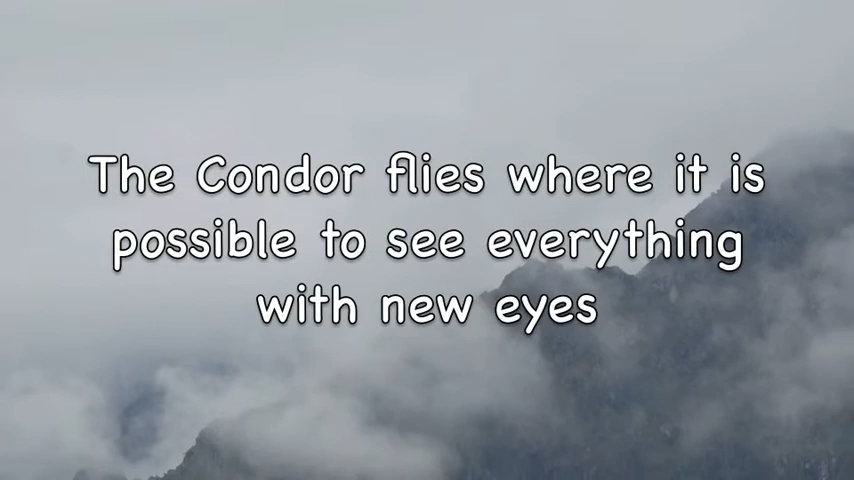 The Condor flies where it is
possible to see everything
with new eyes